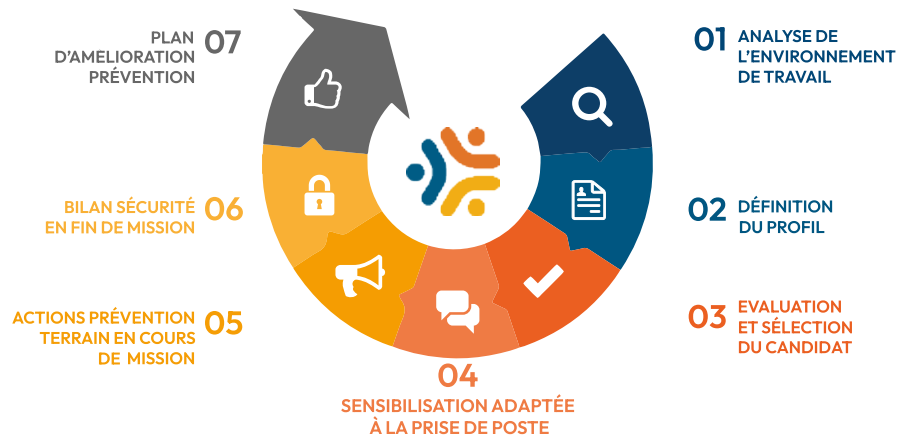 01
ANALYSE DE
L'ENVIRONNEMENT
DE TRAVAIL
02
DÉFINITION
DU PROFIL
03
EVALUATION
ET SÉLECTION
DU CANDIDAT
04
SENSIBILISATION ADAPTÉE
À LA PRISE DE POSTE
05
ACTIONS PRÉVENTION
TERRAIN EN COURS
DE MISSION
06
BILAN SÉCURITÉ
EN FIN DE MISSION
07
PLAN
D'AMELIORATION
PRÉVENTION